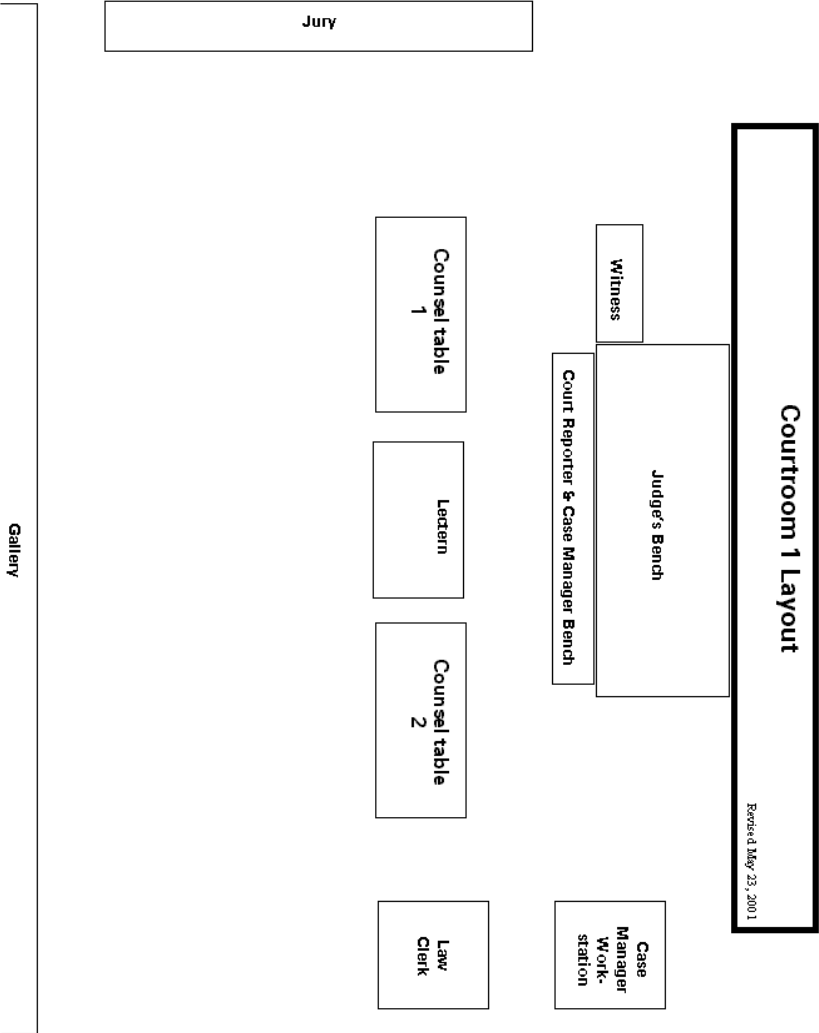 Courtroom 1 Layout
Revised May 23, 2001
Jury
Witness
Judge's Bench
Court Reporter & Case Manager Bench
Case
Manager
Work-
station
Counsel table
1
Lectern
Counsel table
2
Law
Clerk
Gallery